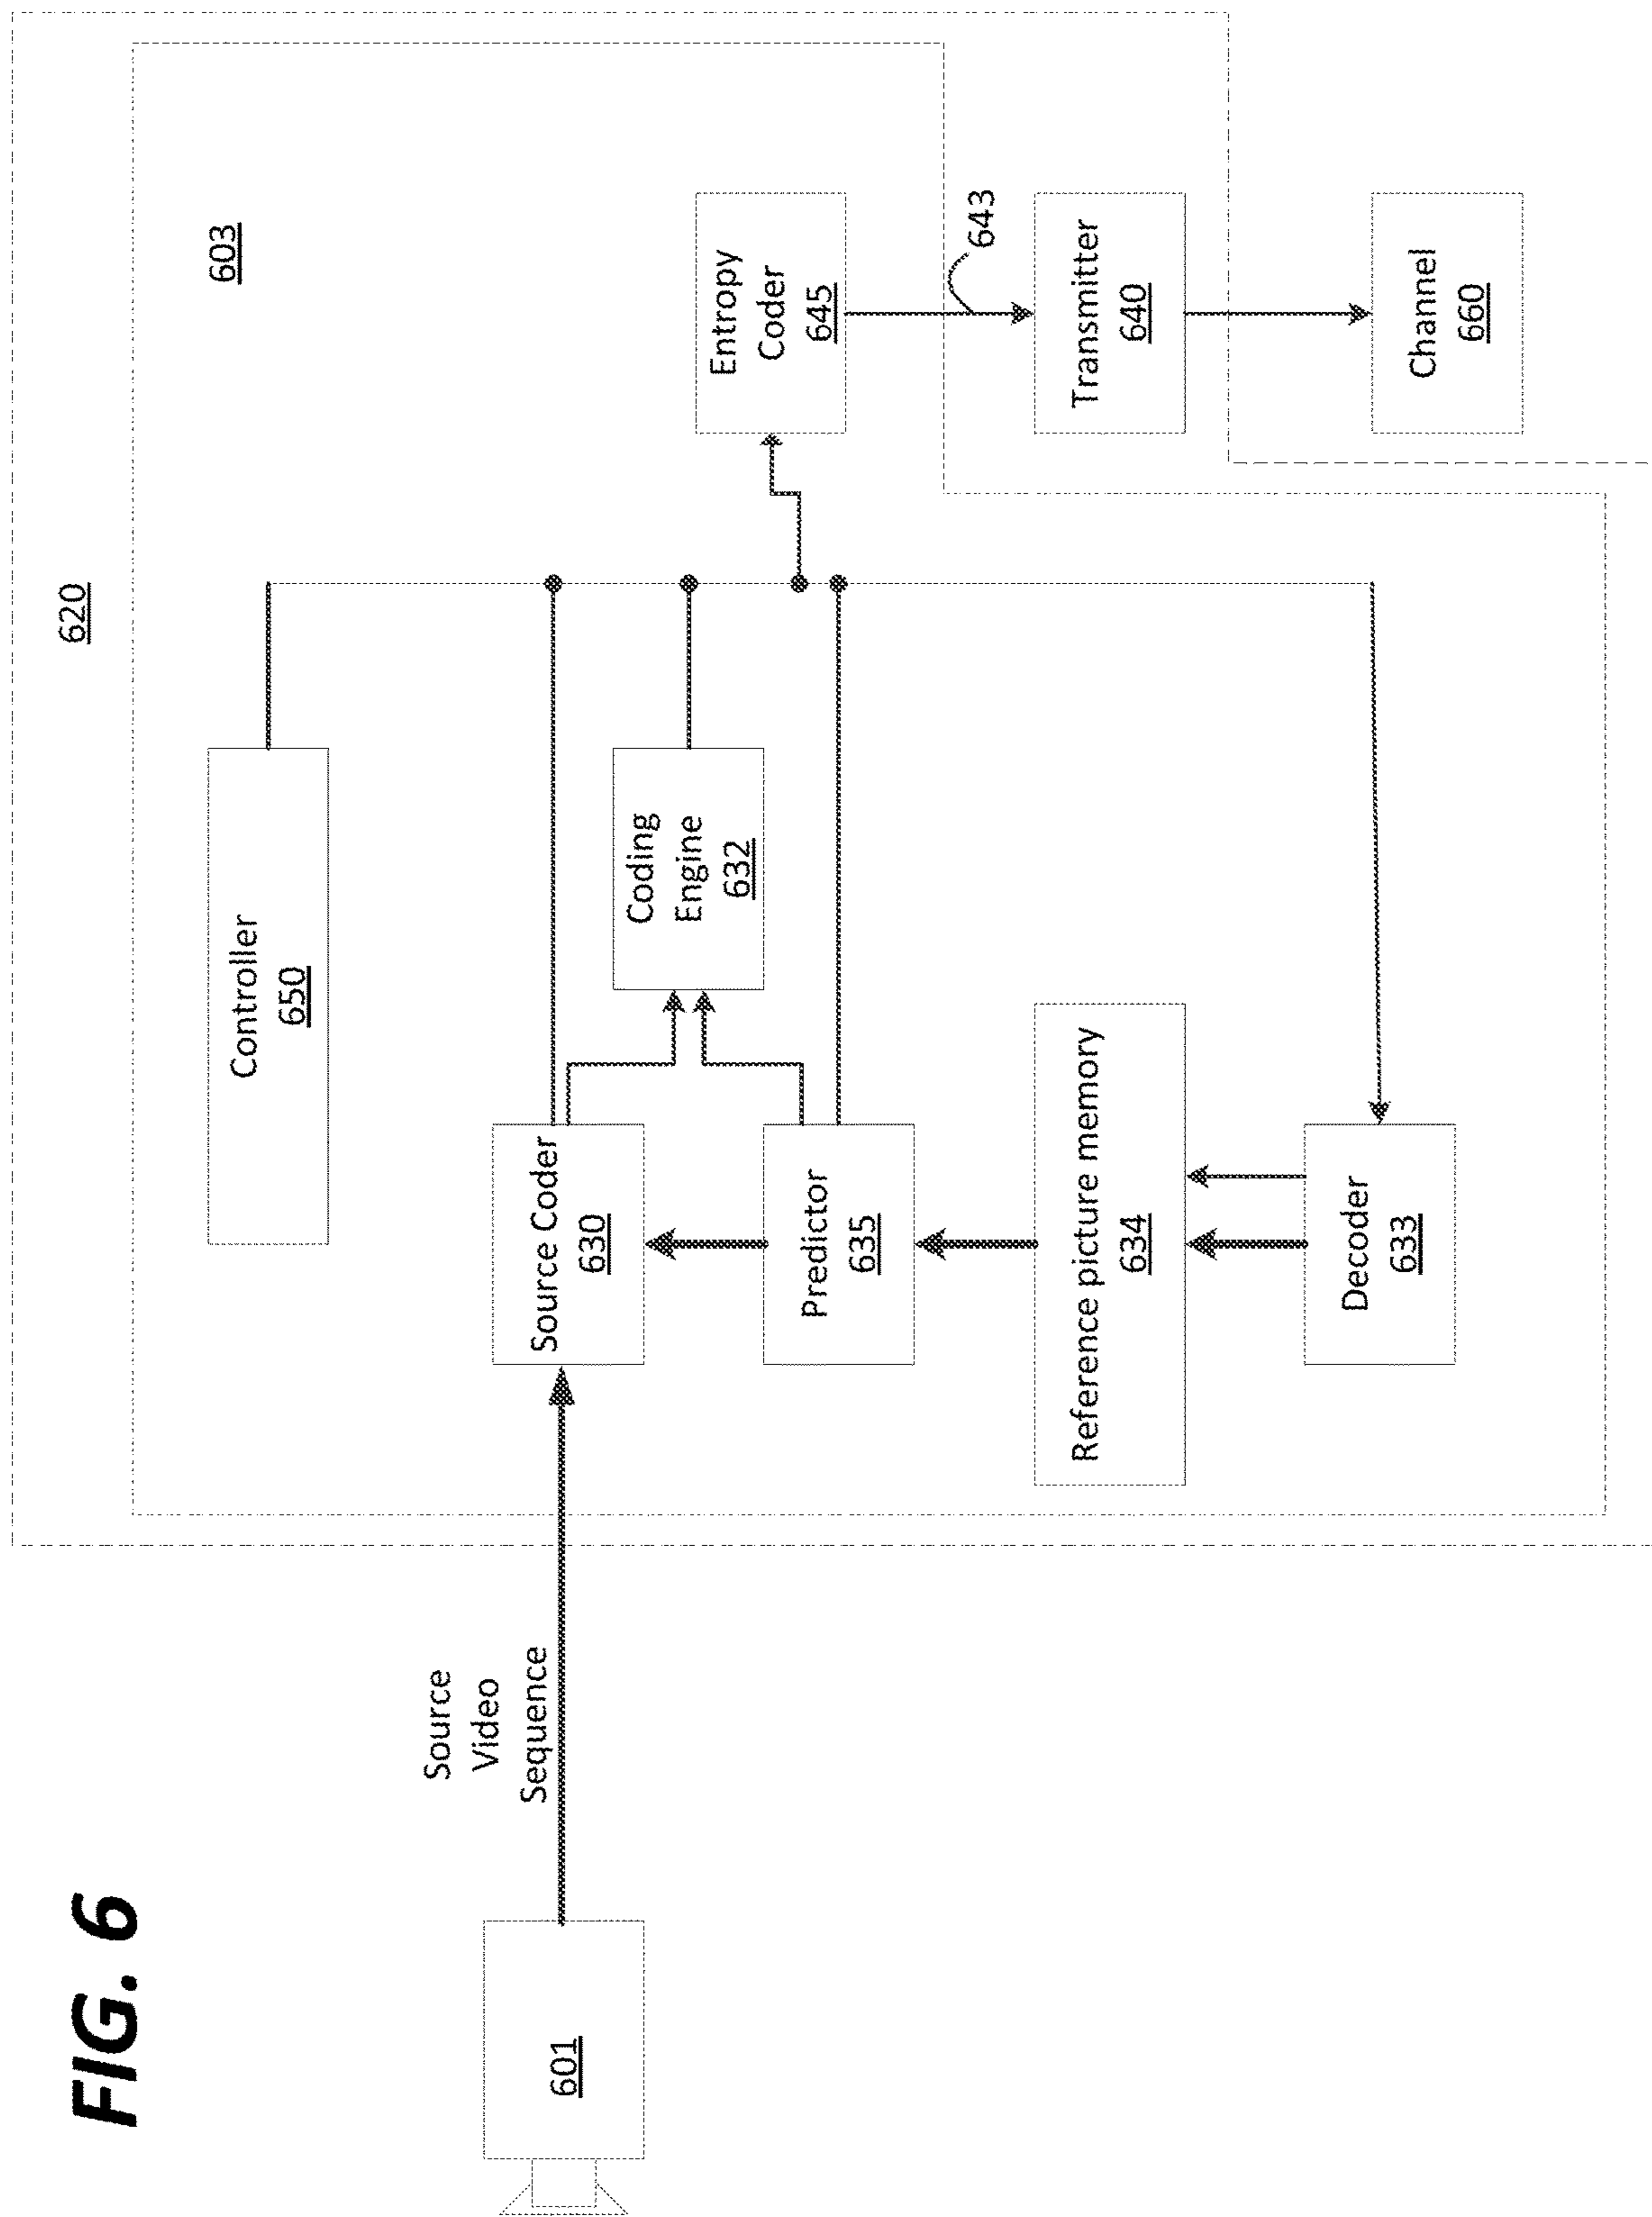 FIG. 6
620
603
Controller
650
Source
Video
Sequence
601
Source Coder
630
Coding
Engine
632
Entropy
Coder
645
643
Predictor
635
Reference picture memory
634
Transmitter
640
Decoder
633
Channel
660